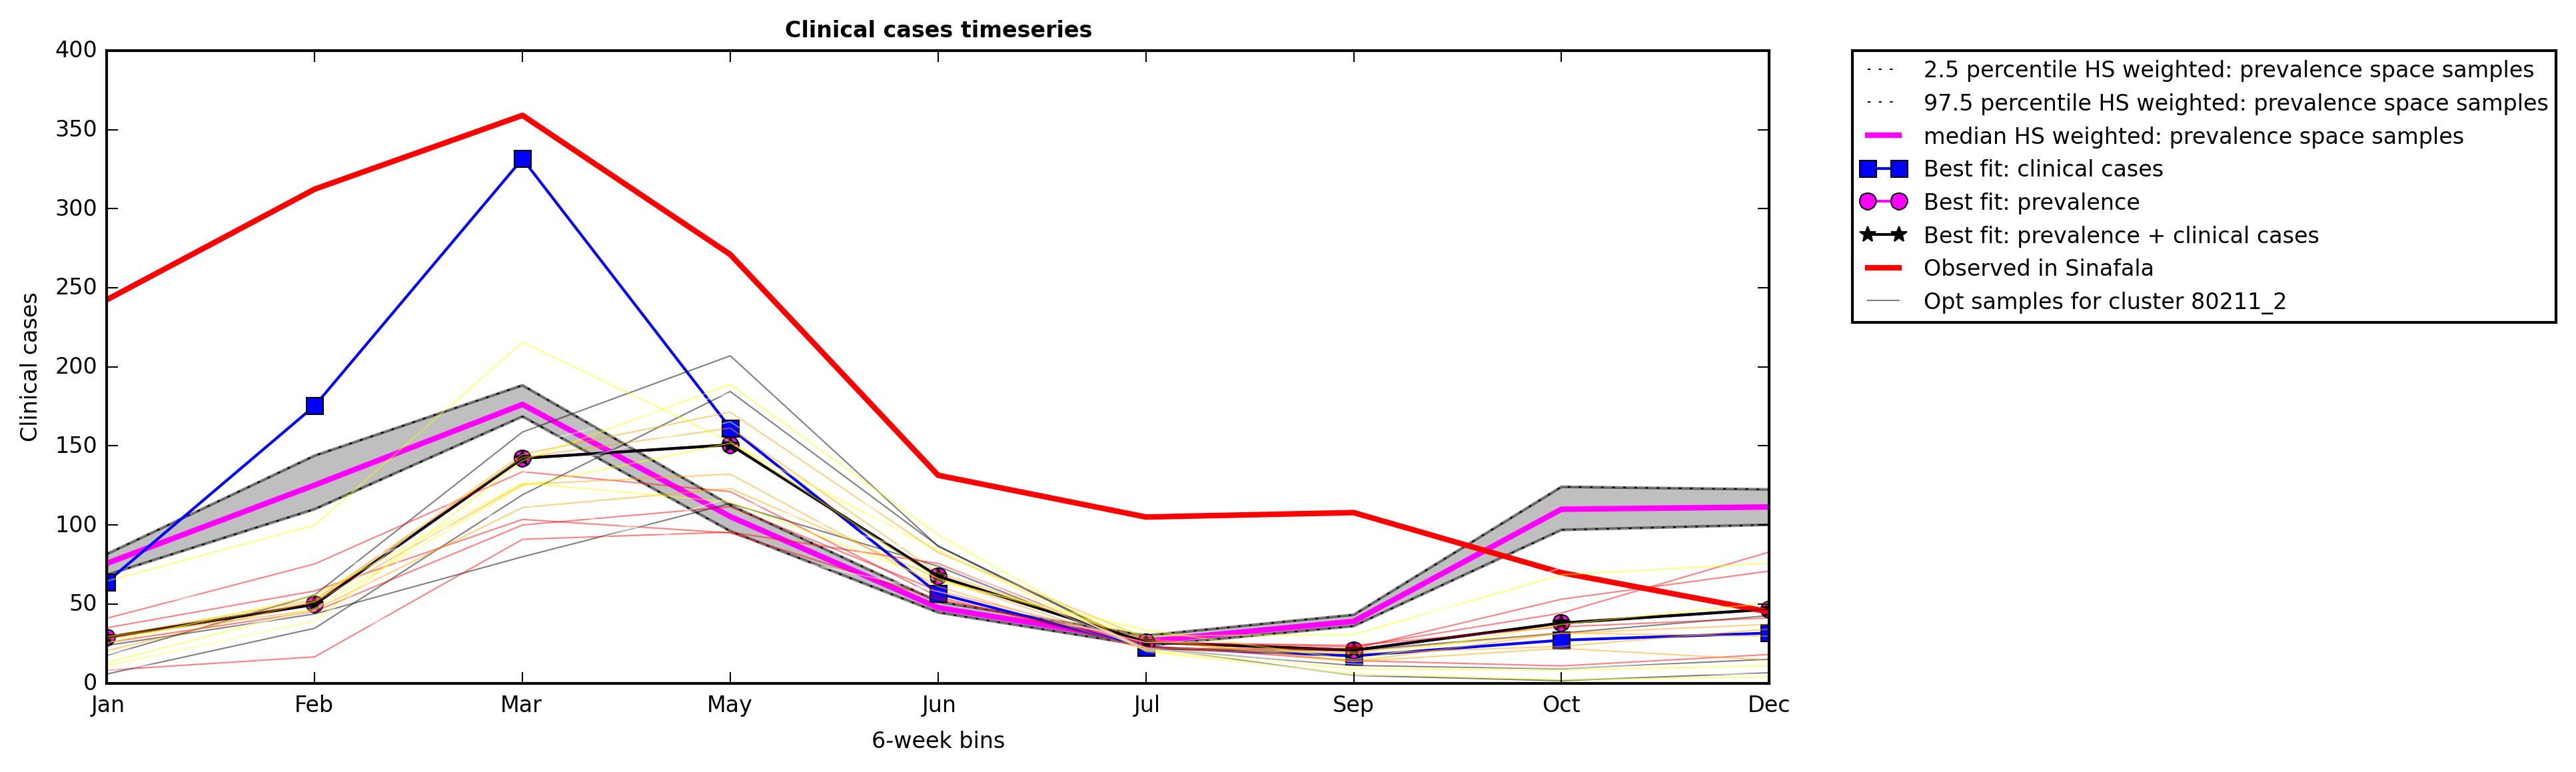 Clinical cases timeseries
400
350
300
250
200
150
100
50
0
Clinical cases
Jan Feb Mar May Jun Jul Sep Oct Dec
6-week bins
2.5 percentile HS weighted: prevalence space samples
97.5 percentile HS weighted: prevalence space samples
median HS weighted: prevalence space samples
Best fit: clinical cases
Best fit: prevalence
Best fit: prevalence + clinical cases
Observed in Sinafala
Opt samples for cluster 80211_2